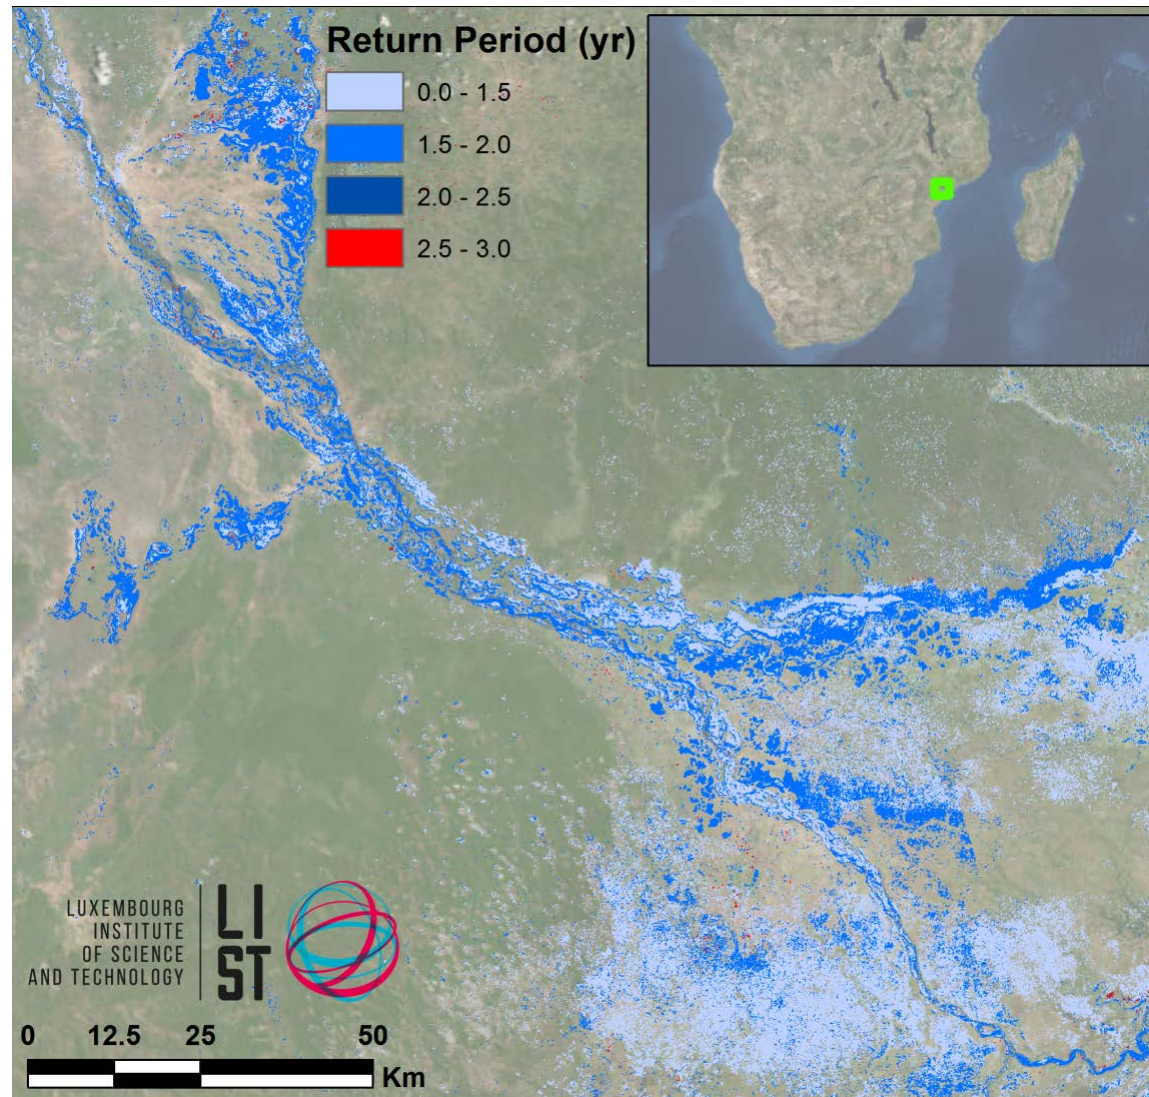 Return Period (yr)
0.0 - 1.5
1.5 - 2.0
2.0 - 2.5
2.5 - 3.0
LUXEMBOURG
INSTITUTE
OF SCIENCE
AND TECHNOLOGY
LI
ST
0 12.5 25 50
Km